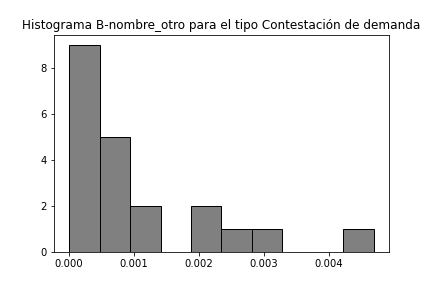 Histograma B-nombre_otro para el tipo Contestación de demanda
8
6
4
2
0
0.000 0.001 0.002 0.003 0.004